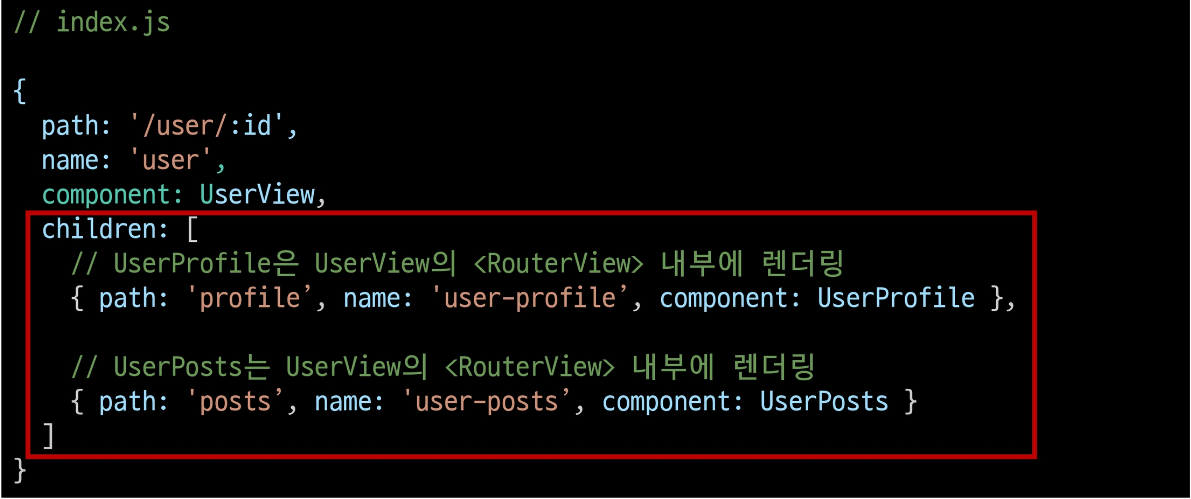 // index.js
{
path: '/user/:id',
name: 'user',
component: UserView,
children: [
// UserProfile은 UserView의 <RouterView> 내부에 렌더링
{ path: 'profile’, name: 'user-profile’, component: UserProfile },
// UserPosts는 UserView의 <RouterView> 내부에 렌더링
{ path: 'posts’, name: 'user-posts’, component: UserPosts }
]
}